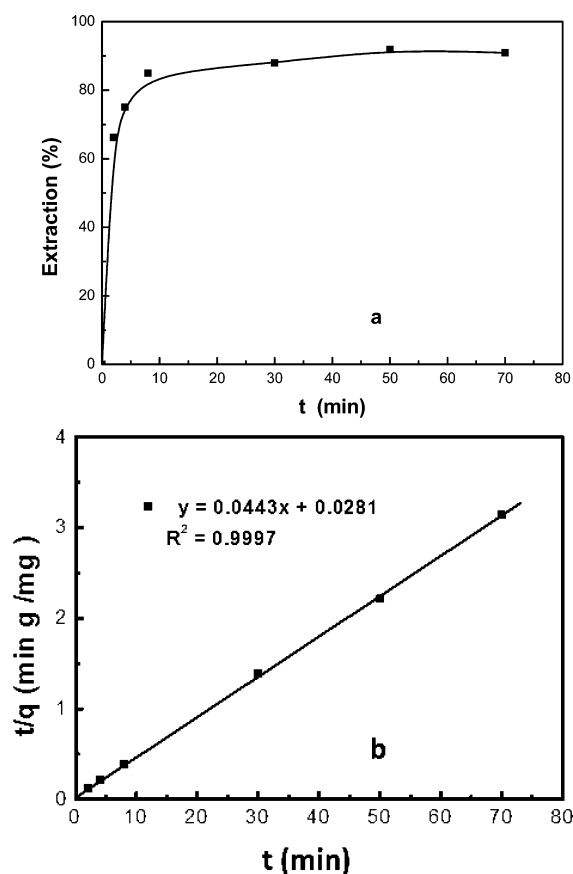 100
80
60
40
20
0
Extraction (%)
a
0 10 20 30 40 50 60 70 80
t (min)
4
3
2
1
0
t/q (min g /mg )
y = 0.0443x + 0.0281
R² = 0.9997
b
0 10 20 30 40 50 60 70 80
t (min)